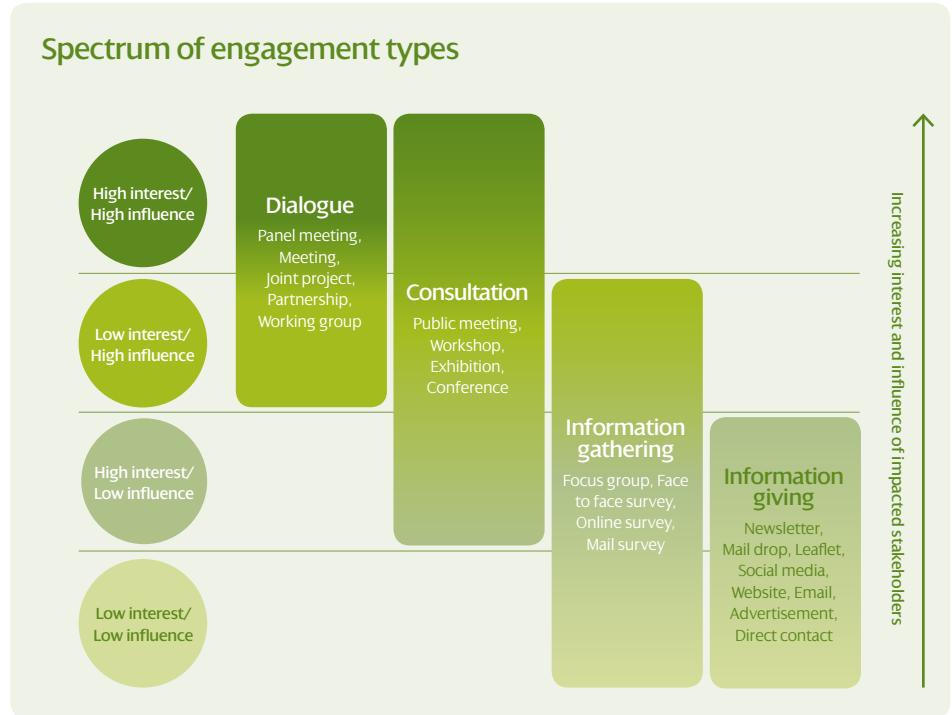 Spectrum of engagement types
High interest/
High influence
Low interest/
High influence
High interest/
Low influence
Low interest/
Low influence
Dialogue
Panel meeting,
Meeting,
Joint project,
Partnership,
Working group
Consultation
Public meeting,
Workshop,
Exhibition,
Conference
Information
gathering
Focus group, Face
to face survey,
Online survey,
Mail survey
Information
giving
Newsletter,
Mail drop, Leaflet,
Social media,
Website, Email,
Advertisement,
Direct contact
Increasing interest and influence of impacted stakeholders